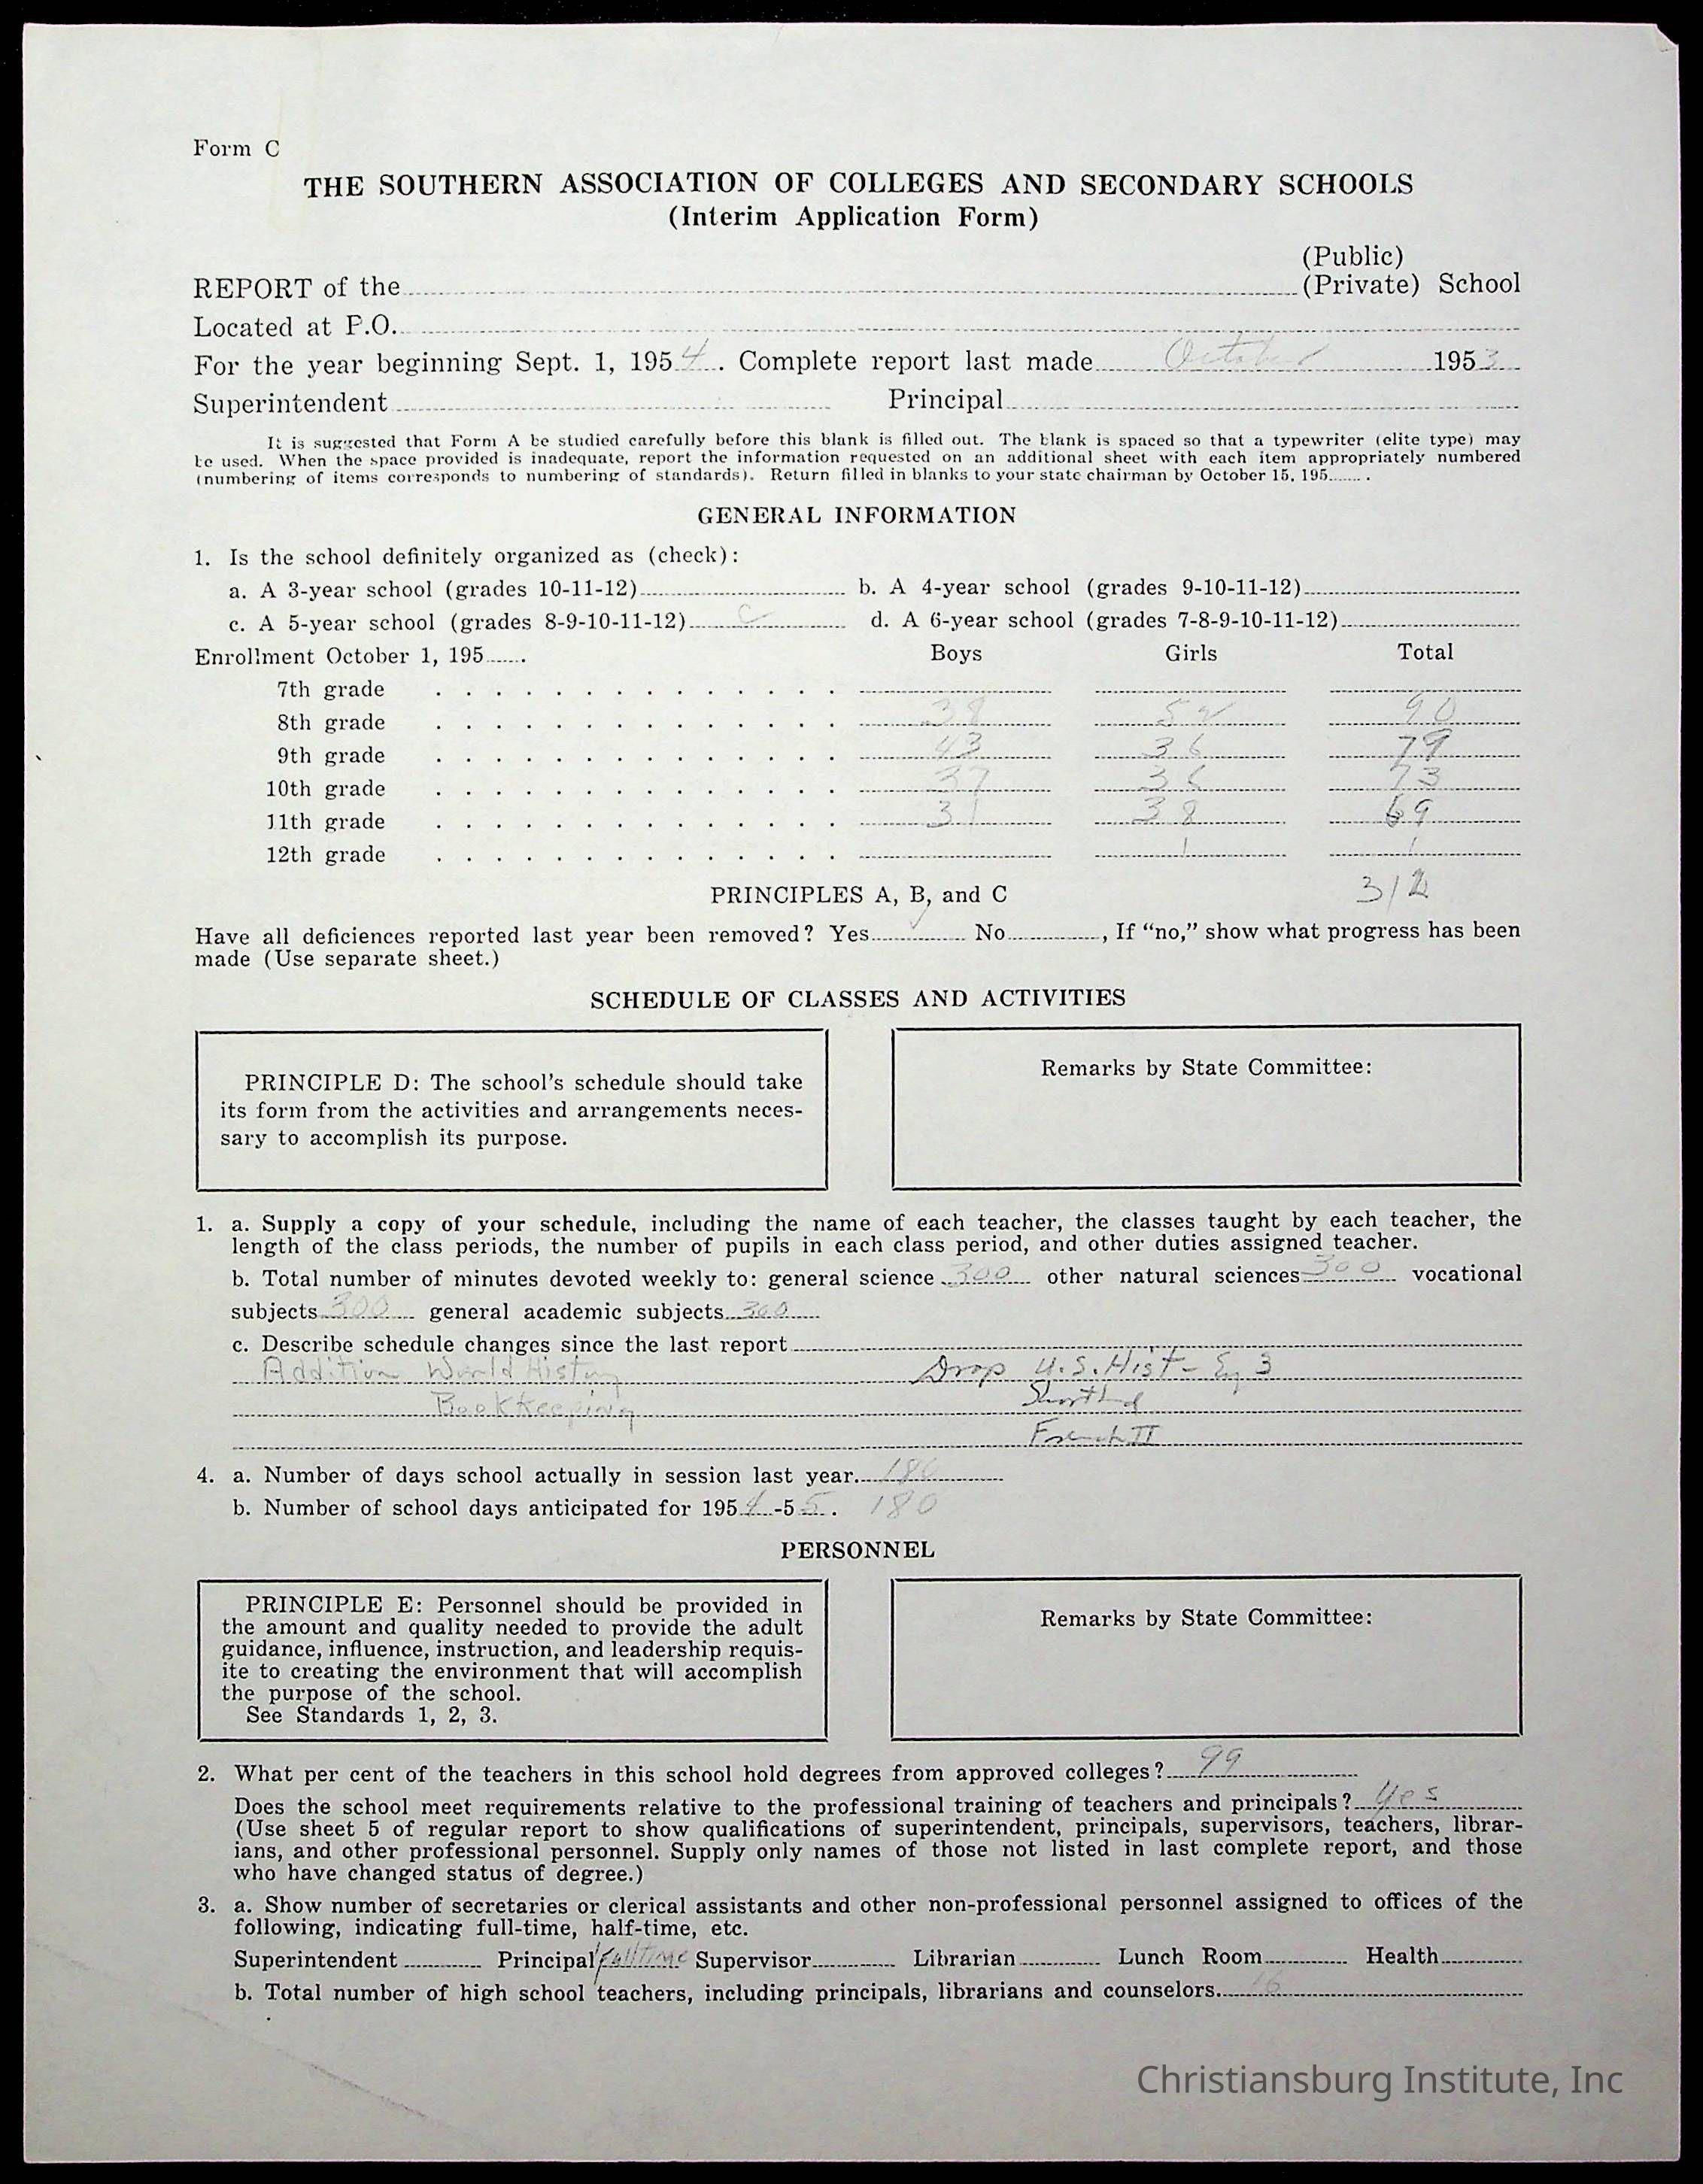 Form C
THE SOUTHERN ASSOCIATION OF COLLEGES AND SECONDARY SCHOOLS
(Interim Application Form)
(Public)
REPORT of the (Private) School
Located at P.O.
For the year beginning Sept. 1, 1954. Complete report last made October 1953
Superintendent Principal
It is suggested that Form A be studied carefully before this blank is filled out. The blank is spaced so that a typewriter (elite type) may
be used. When the space provided is inadequate, report the information requested on an additional sheet with each item appropriately numbered
(numbering of items corresponds to numbering of standards). Return filled in blanks to your state chairman by October 15, 195 .
GENERAL INFORMATION
1. Is the school definitely organized as (check):
a. A 3-year school (grades 10-11-12) b. A 4-year school (grades 9-10-11-12)
c. A 5-year school (grades 8-9-10-11-12) c d. A 6-year school (grades 7-8-9-10-11-12)
Enrollment October 1, 195 . Boys Girls Total
7th grade
8th grade 38 52 90
9th grade 43 36 79
10th grade 37 36 73
11th grade 31 38 69
12th grade 1 1
PRINCIPLES A, B, and C 312
Have all deficiences reported last year been removed? Yes ✓ No , If "no," show what progress has been
made (Use separate sheet.)
SCHEDULE OF CLASSES AND ACTIVITIES
PRINCIPLE D: The school's schedule should take
its form from the activities and arrangements neces-
sary to accomplish its purpose.
Remarks by State Committee:
1. a. Supply a copy of your schedule, including the name of each teacher, the classes taught by each teacher, the
length of the class periods, the number of pupils in each class period, and other duties assigned teacher.
b. Total number of minutes devoted weekly to: general science 300 other natural sciences 300 vocational
subjects 300 general academic subjects 300
c. Describe schedule changes since the last report
Addition World History Drop U.S. Hist - Eng 3
Bookkeeping Shorthand
French II
4. a. Number of days school actually in session last year. 180
b. Number of school days anticipated for 1954-55. 180
PERSONNEL
PRINCIPLE E: Personnel should be provided in
the amount and quality needed to provide the adult
guidance, influence, instruction, and leadership requis-
ite to creating the environment that will accomplish
the purpose of the school.
See Standards 1, 2, 3.
Remarks by State Committee:
2. What per cent of the teachers in this school hold degrees from approved colleges? 99
Does the school meet requirements relative to the professional training of teachers and principals? Yes
(Use sheet 5 of regular report to show qualifications of superintendent, principals, supervisors, teachers, librar-
ians, and other professional personnel. Supply only names of those not listed in last complete report, and those
who have changed status of degree.)
3. a. Show number of secretaries or clerical assistants and other non-professional personnel assigned to offices of the
following, indicating full-time, half-time, etc.
Superintendent Principal 1 full time Supervisor Librarian Lunch Room Health
b. Total number of high school teachers, including principals, librarians and counselors. 16
Christiansburg Institute, Inc